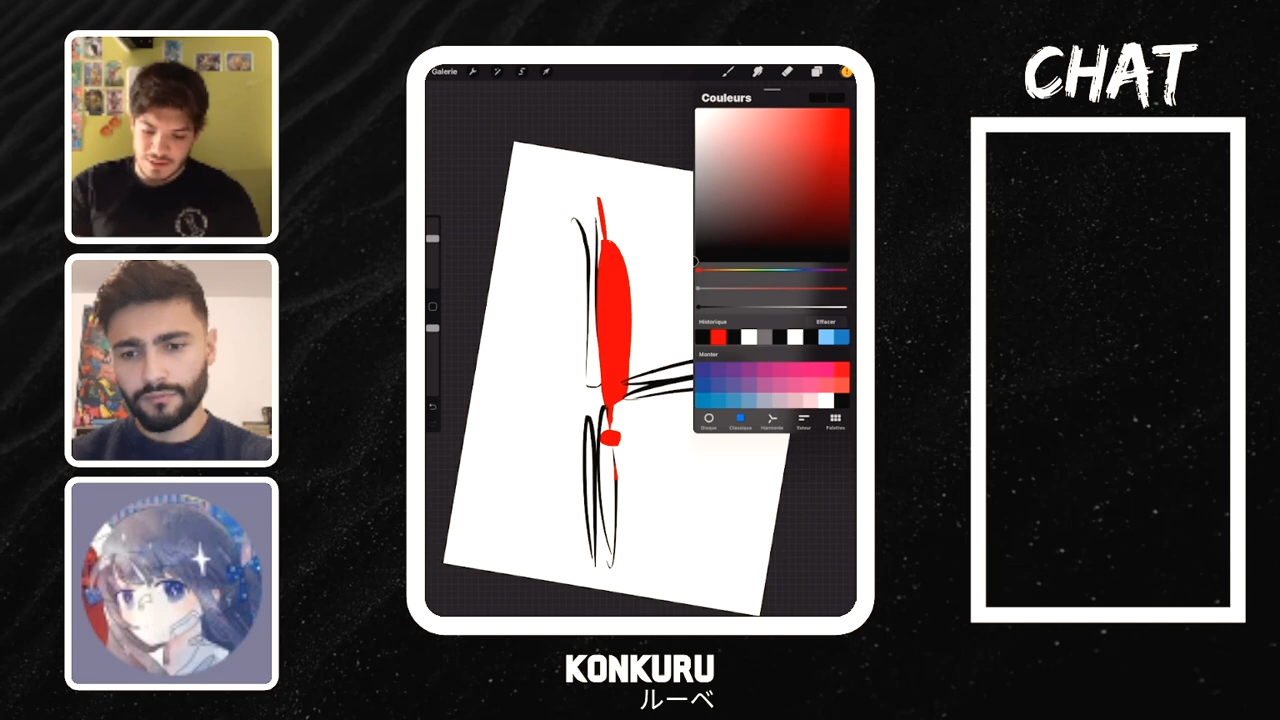 CHAT
Galerie
Couleurs
Historique
Effacer
Monter
Disque
Classique
Harmonie
Valeur
Palettes
KONKURU
ルーベ